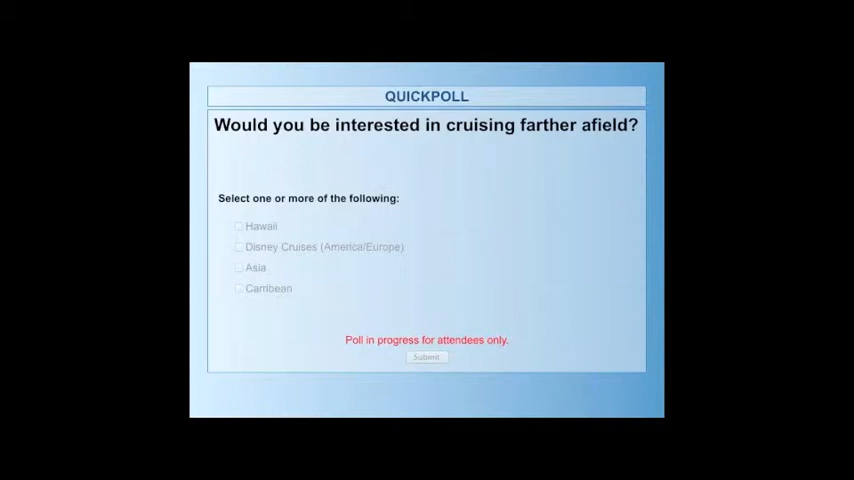 QUICKPOLL
Would you be interested in cruising farther afield?
Select one or more of the following:
Hawaii
Disney Cruises (America/Europe)
Asia
Carribean
Poll in progress for attendees only.
Submit